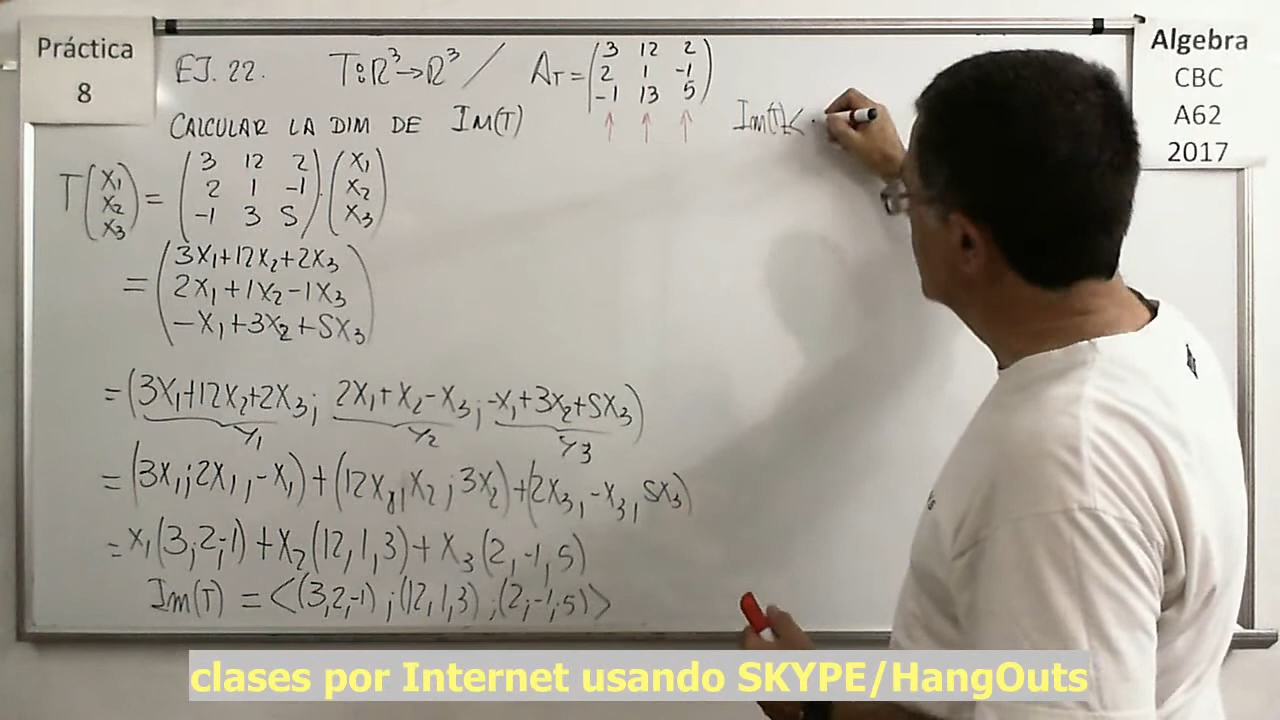 Práctica
8
EJ. 22. T: ℝ³→ℝ³ / A_T = (3 12 2
2 1 -1
-1 13 5)
CALCULAR LA DIM DE Im(T)
Im(T) <
T(x₁ x₂ x₃) = (3 12 2
2 1 -1
-1 3 5) · (x₁ x₂ x₃)
= (3x₁+12x₂+2x₃
2x₁+1x₂-1x₃
-x₁+3x₂+5x₃)
= (3x₁+12x₂+2x₃; 2x₁+x₂-x₃; -x₁+3x₂+5x₃)
y₁ y₂ y₃
= (3x₁; 2x₁, -x₁) + (12x₂, x₂; 3x₂) + (2x₃, -x₃, 5x₃)
= x₁(3,2,-1) + x₂(12,1,3) + x₃(2,-1,5)
Im(T) = <(3,2,-1); (12,1,3); (2,-1,5)>
Algebra
CBC
A62
2017
clases por Internet usando SKYPE/HangOuts